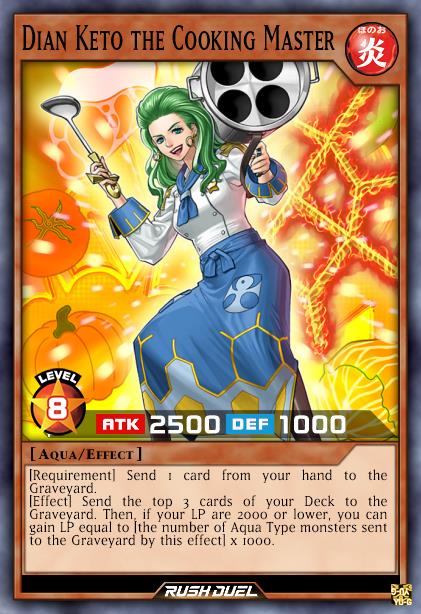 Dian Keto the Cooking Master
ほのお
炎
LEVEL
8
ATK 2500 DEF 1000
[ Aqua/Effect ]
[Requirement] Send 1 card from your hand to the
Graveyard.
[Effect] Send the top 3 cards of your Deck to the
Graveyard. Then, if your LP are 2000 or lower, you can
gain LP equal to [the number of Aqua Type monsters sent
to the Graveyard by this effect] x 1000.
RUSH DUEL